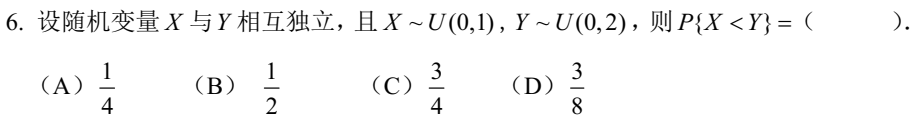 6. 设随机变量 X 与 Y 相互独立，且 X ~ U(0,1) , Y ~ U(0,2)，则 P{X < Y} =（ ）.
（A）1/4 （B） 1/2 （C）3/4 （D）3/8